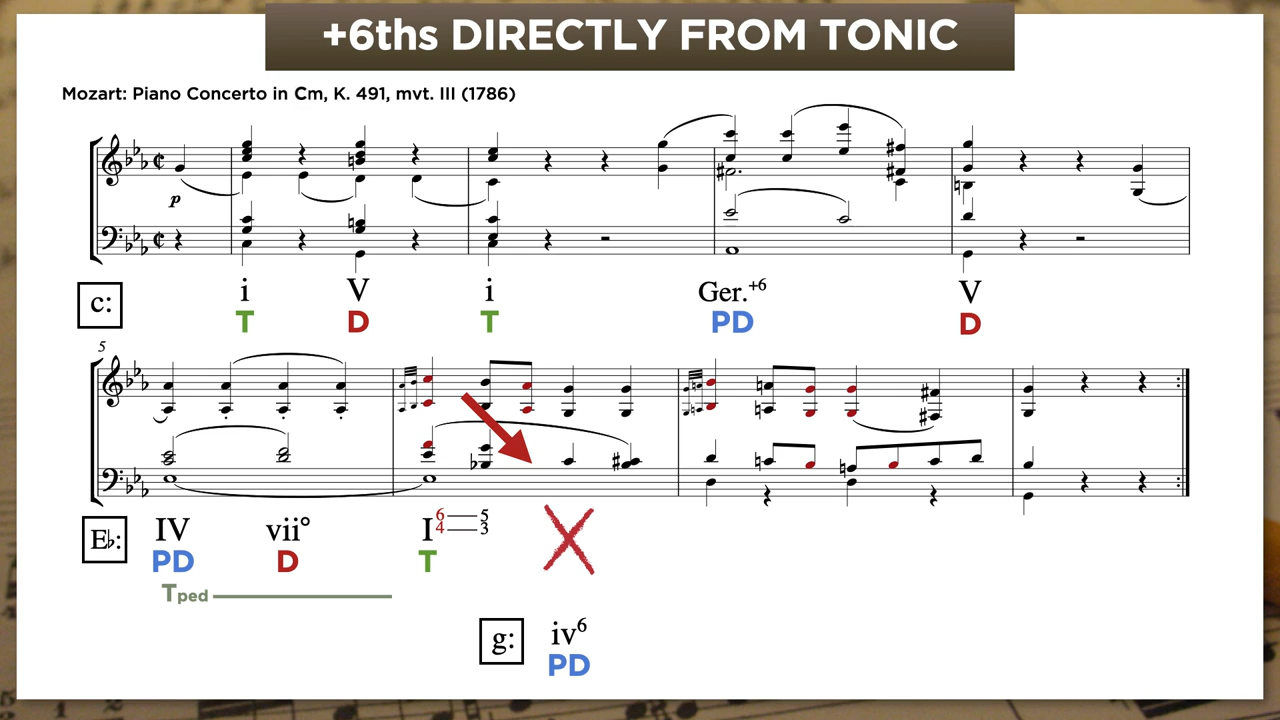 +6ths DIRECTLY FROM TONIC
Mozart: Piano Concerto in Cm, K. 491, mvt. III (1786)
p
c: i V i Ger.+6 V
T D T PD D
5
E♭: IV vii° I6 5
4 3
PD D T
Tped
g: iv6
PD